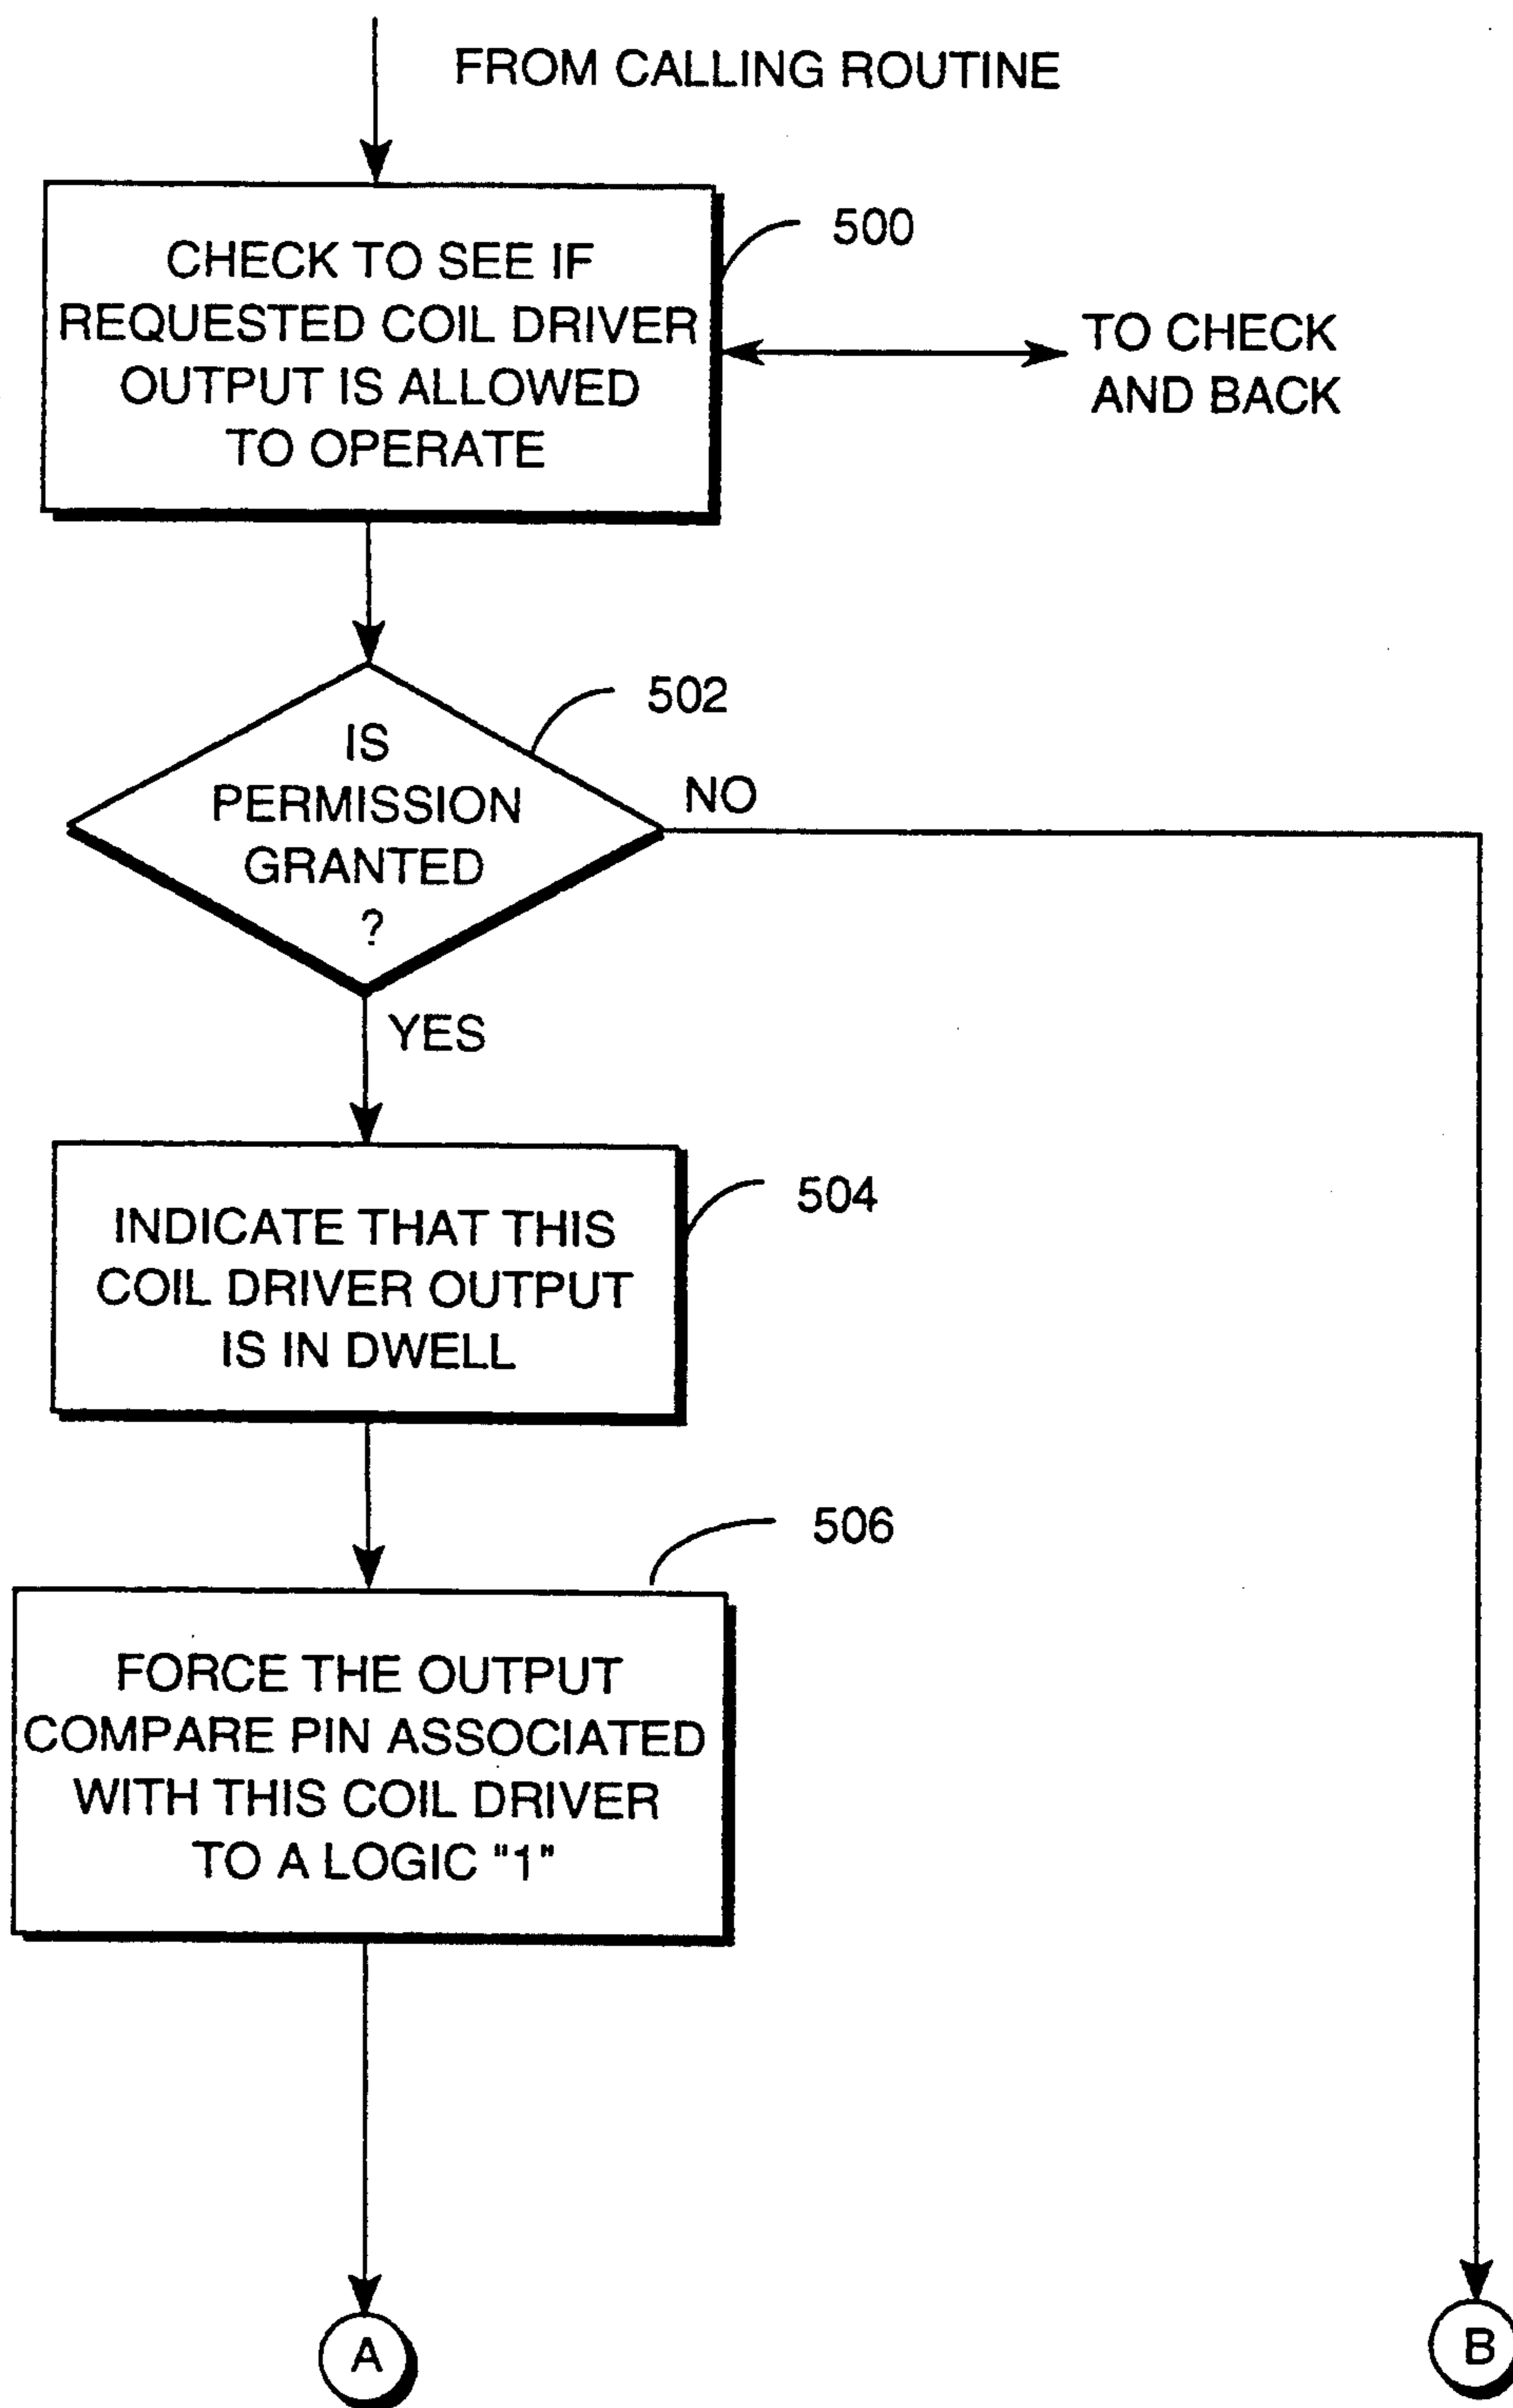 FROM CALLING ROUTINE
CHECK TO SEE IF
REQUESTED COIL DRIVER
OUTPUT IS ALLOWED
TO OPERATE
500
TO CHECK
AND BACK
IS
PERMISSION
GRANTED
?
502
NO
YES
INDICATE THAT THIS
COIL DRIVER OUTPUT
IS IN DWELL
504
FORCE THE OUTPUT
COMPARE PIN ASSOCIATED
WITH THIS COIL DRIVER
TO A LOGIC "1"
506
A
B